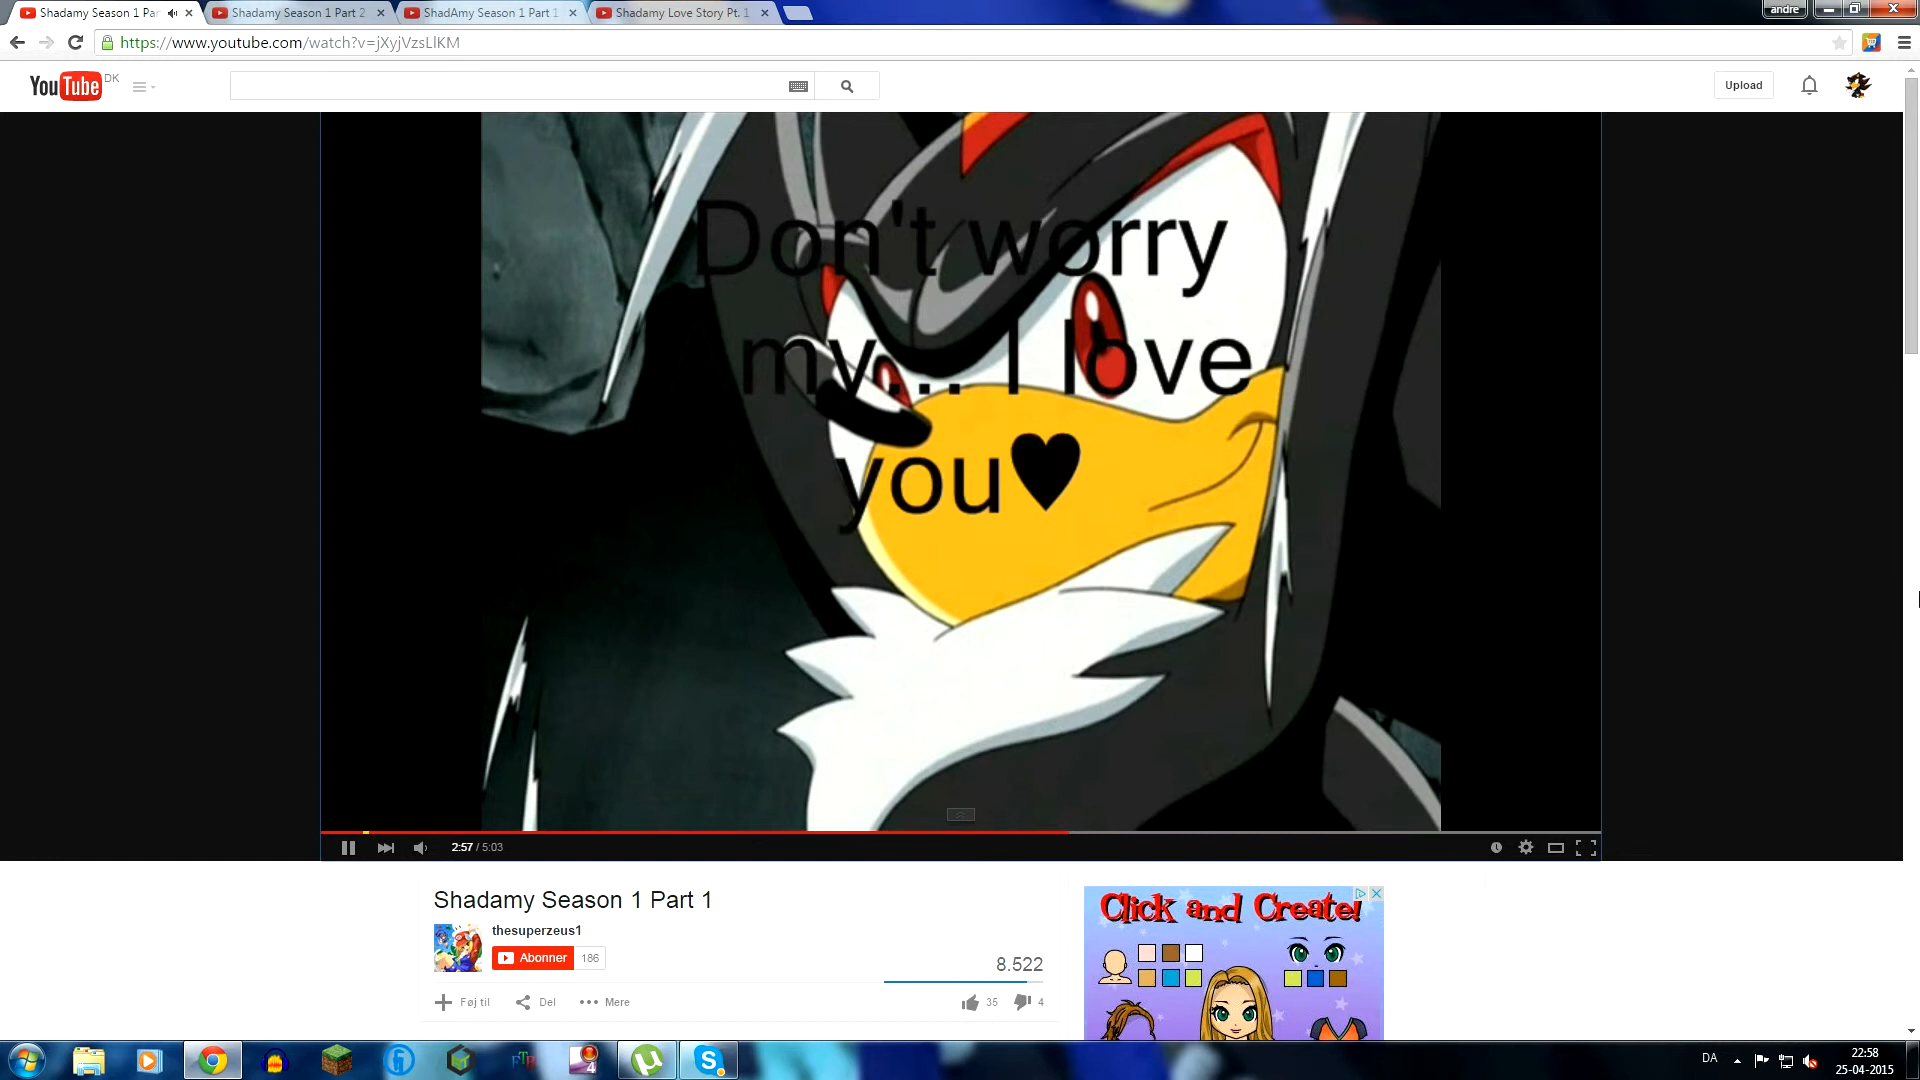 Shadamy Season 1 Par
Shadamy Season 1 Part 2
ShadAmy Season 1 Part 1
Shadamy Love Story Pt. 1
andre
https://www.youtube.com/watch?v=jXyjVzsLlKM
YouTube DK
Upload
Don't worry
my... I love
you♥
2:57 / 5:03
Shadamy Season 1 Part 1
thesuperzeus1
Abonner 186
8.522
Føj til Del Mere 35 4
Click and Create!
FTB
4
DA
22:58
25-04-2015